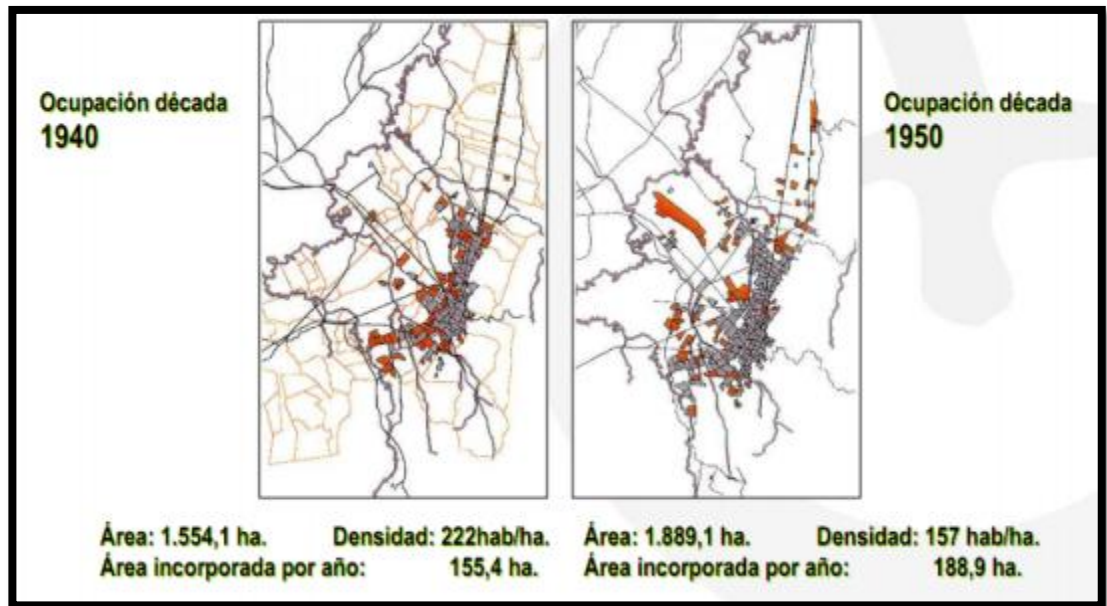 Ocupación década
1940
Ocupación década
1950
Área: 1.554,1 ha. Densidad: 222hab/ha.
Área incorporada por año: 155,4 ha.
Área: 1.889,1 ha. Densidad: 157 hab/ha.
Área incorporada por año: 188,9 ha.